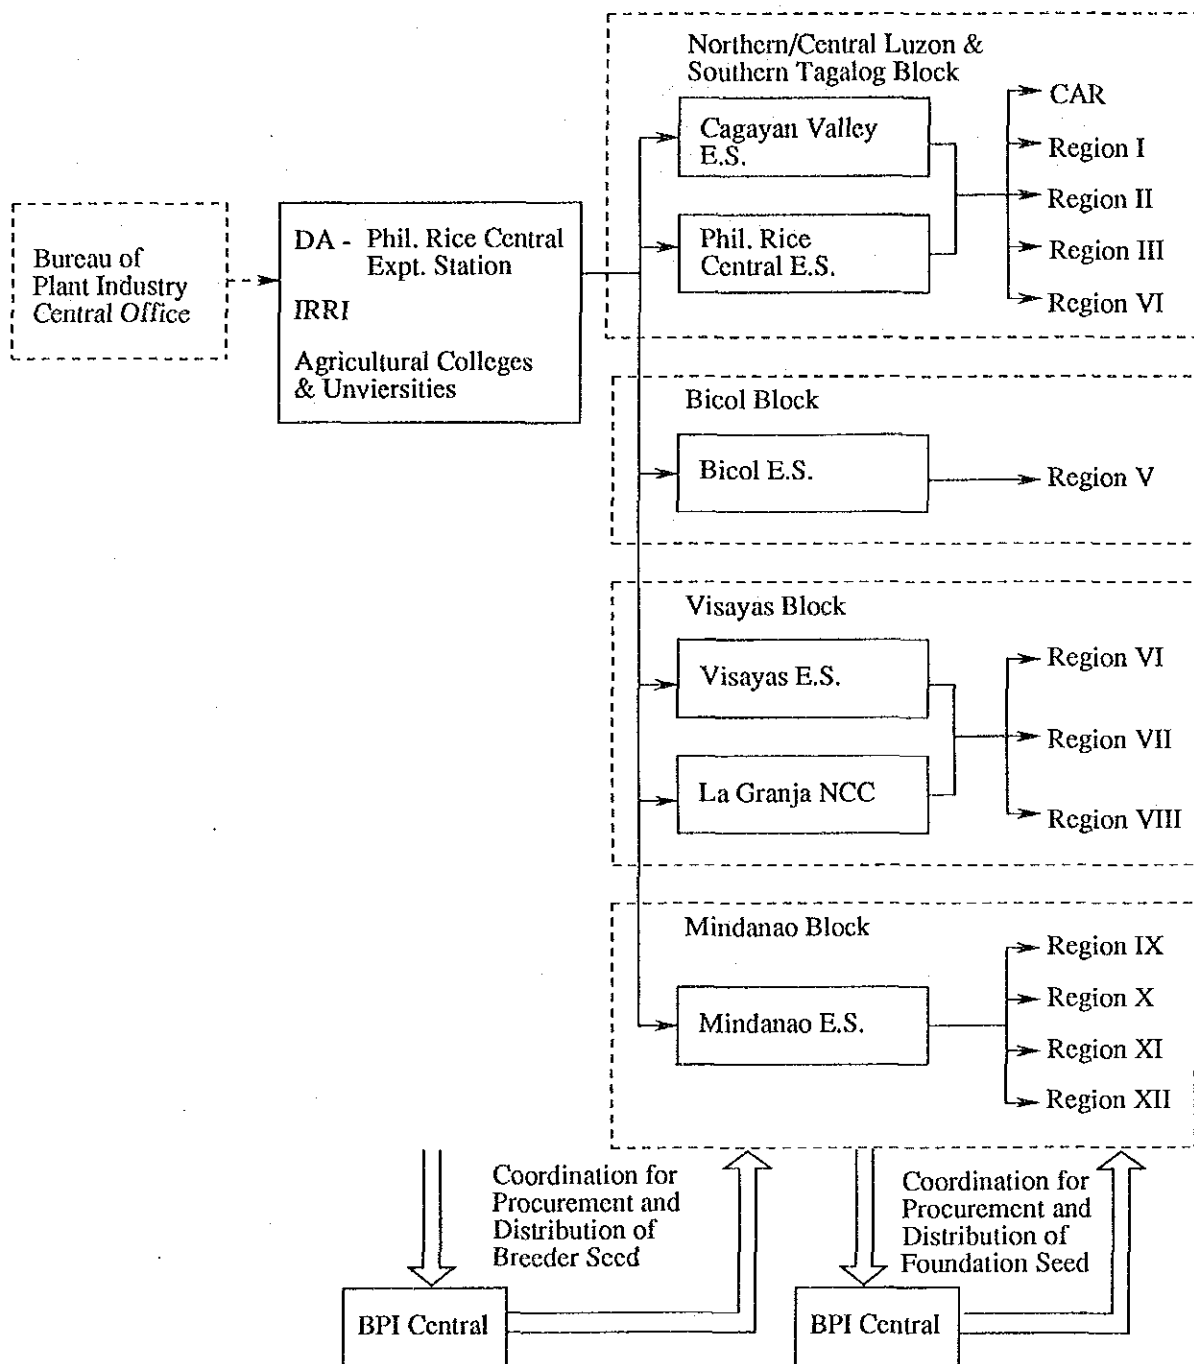 Bureau of
Plant Industry
Central Office
DA - Phil. Rice Central
Expt. Station
IRRI
Agricultural Colleges
& Unviersities
Northern/Central Luzon &
Southern Tagalog Block
Cagayan Valley
E.S.
Phil. Rice
Central E.S.
CAR
Region I
Region II
Region III
Region VI
Bicol Block
Bicol E.S.
Region V
Visayas Block
Visayas E.S.
La Granja NCC
Region VI
Region VII
Region VIII
Mindanao Block
Mindanao E.S.
Region IX
Region X
Region XI
Region XII
Coordination for
Procurement and
Distribution of
Breeder Seed
Coordination for
Procurement and
Distribution of
Foundation Seed
BPI Central
BPI Central